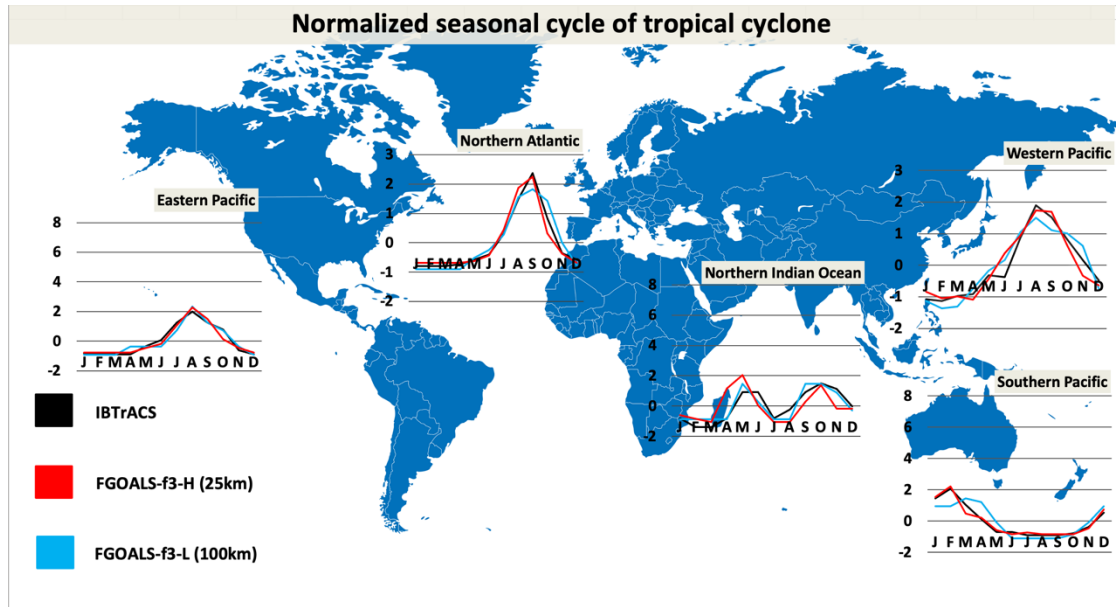 Normalized seasonal cycle of tropical cyclone
Northern Atlantic
3
2
1
0
-1
-2
J F M A M J J A S O N D
Western Pacific
3
2
1
0
-1
-2
J F M A M J J A S O N D
Eastern Pacific
8
6
4
2
0
-2
J F M A M J J A S O N D
Northern Indian Ocean
8
6
4
2
0
-2
J F M A M J J A S O N D
Southern Pacific
8
6
4
2
0
-2
J F M A M J J A S O N D
IBTrACS
FGOALS-f3-H (25km)
FGOALS-f3-L (100km)